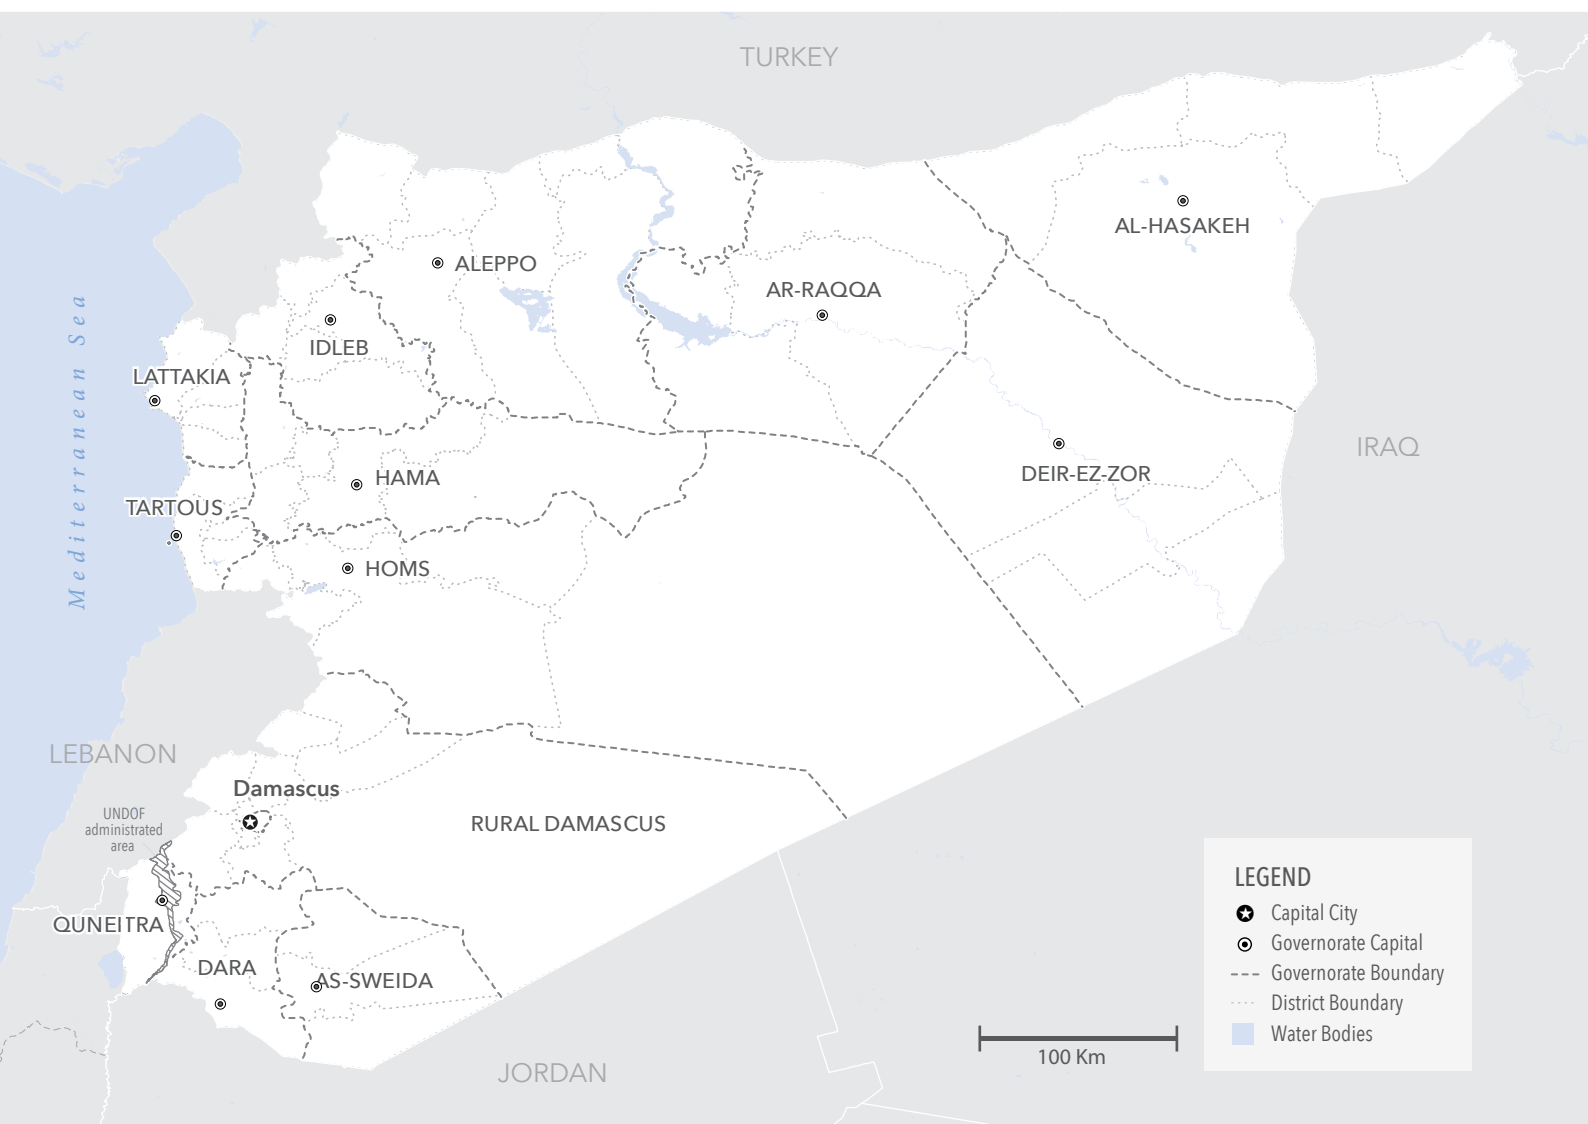 TURKEY
AL-HASAKEH
ALEPPO
AR-RAQQA
Mediterranean Sea
IDLEB
LATTAKIA
IRAQ
HAMA
DEIR-EZ-ZOR
TARTOUS
HOMS
LEBANON
Damascus
UNDOF
administrated
area
RURAL DAMASCUS
QUNEITRA
DARA
AS-SWEIDA
JORDAN
100 Km
LEGEND
Capital City
Governorate Capital
Governorate Boundary
District Boundary
Water Bodies